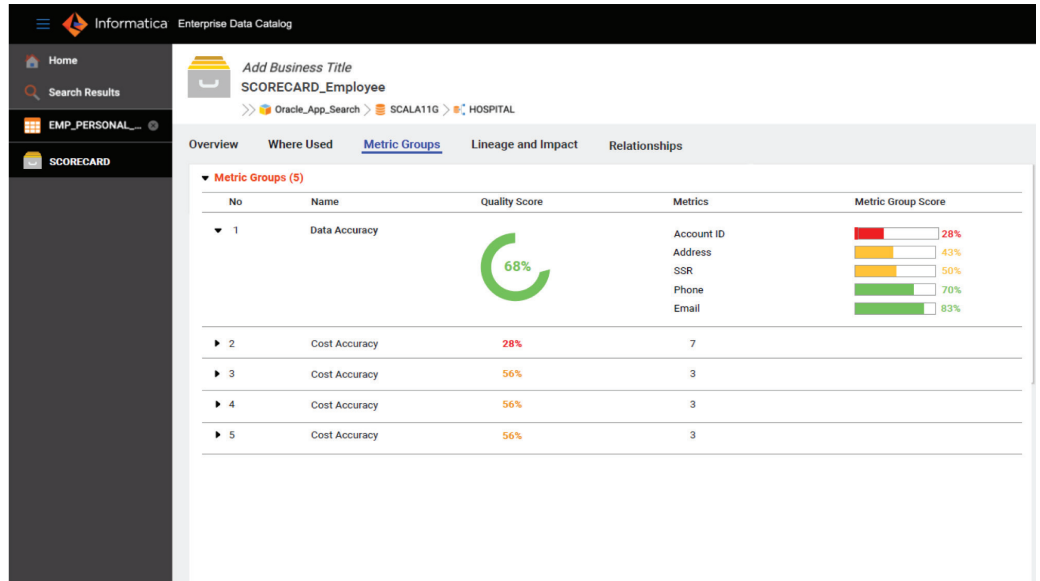 Informatica Enterprise Data Catalog
Home
Search Results
EMP_PERSONAL_...
SCORECARD
Add Business Title
SCORECARD_Employee
Oracle_App_Search SCALA11G HOSPITAL
Overview Where Used Metric Groups Lineage and Impact Relationships
Metric Groups (5)
No Name Quality Score Metrics Metric Group Score
1 Data Accuracy 68%
Account ID 28%
Address 43%
SSR 50%
Phone 70%
Email 83%
2 Cost Accuracy 28% 7
3 Cost Accuracy 56% 3
4 Cost Accuracy 56% 3
5 Cost Accuracy 56% 3